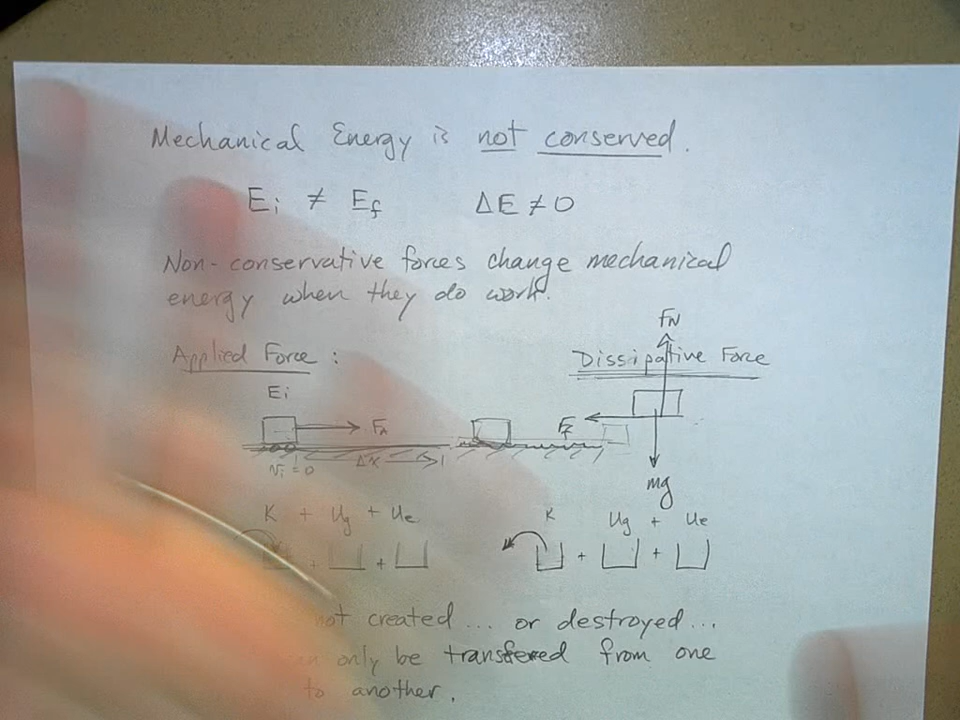 Mechanical Energy is not conserved.
Ei ≠ Ef ΔE ≠ 0
Non-conservative forces change mechanical
energy when they do work.
FN
Applied Force : Dissipative Force
Ei
FA Ff
Vi = 0 Δx
mg
K + Ug + Ue K Ug + Ue
+ + + +
not created... or destroyed...
only be transfered from one
to another.